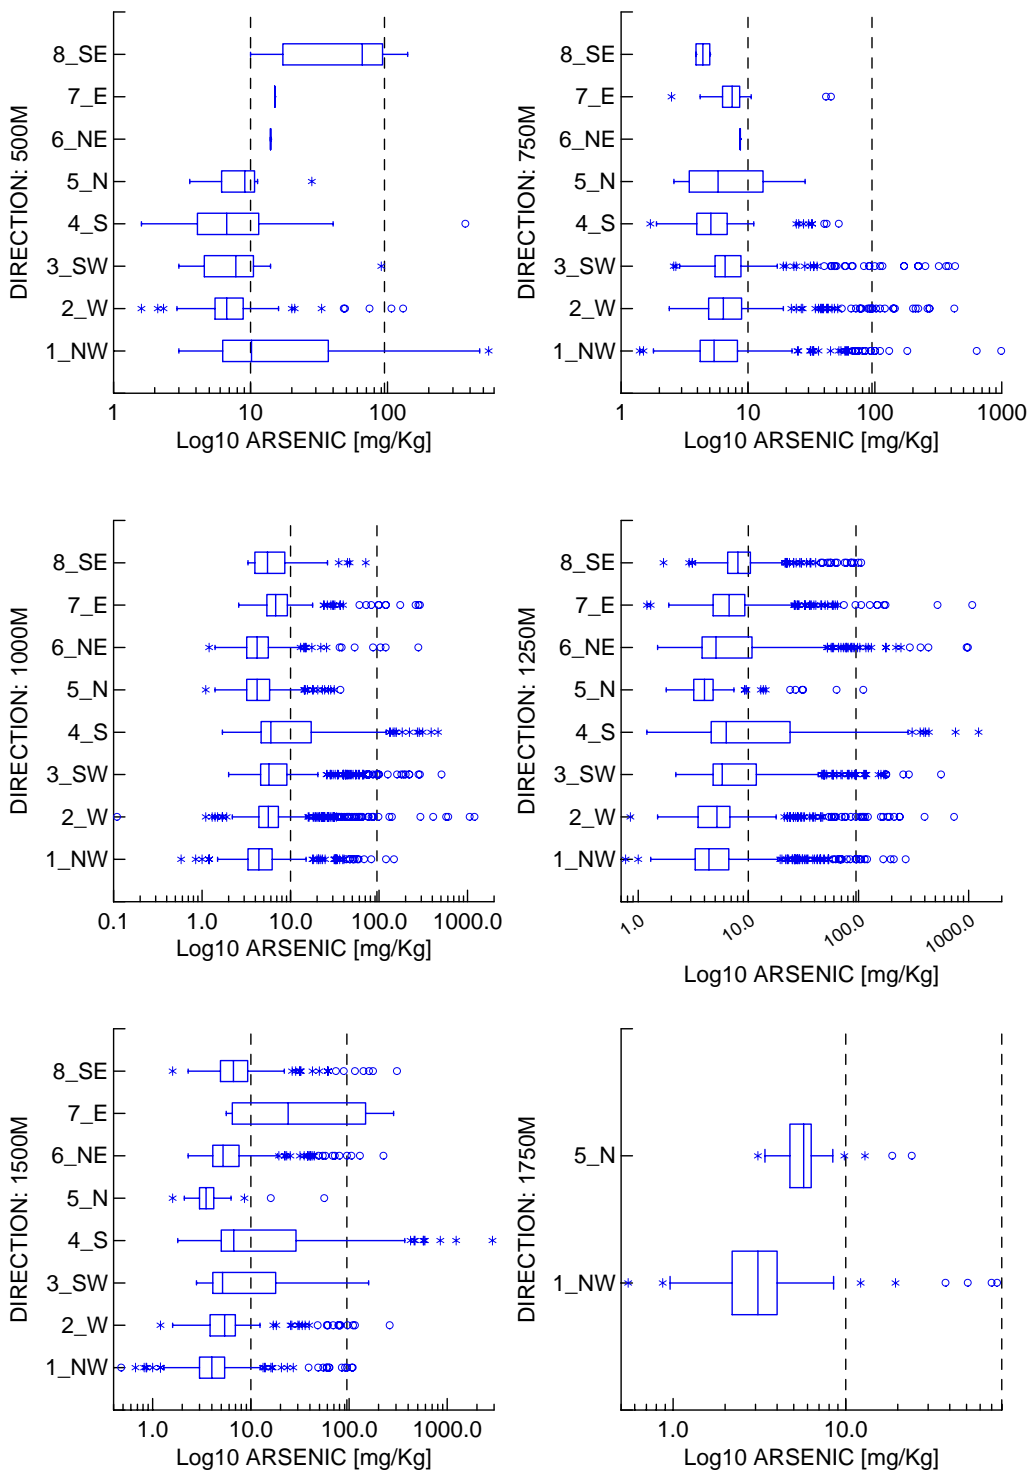 DIRECTION: 500M
8_SE
7_E
6_NE
5_N
4_S
3_SW
2_W
1_NW
1 10 100
Log10 ARSENIC [mg/Kg]
DIRECTION: 750M
8_SE
7_E
6_NE
5_N
4_S
3_SW
2_W
1_NW
1 10 100 1000
Log10 ARSENIC [mg/Kg]
DIRECTION: 1000M
8_SE
7_E
6_NE
5_N
4_S
3_SW
2_W
1_NW
0.1 1.0 10.0 100.0 1000.0
Log10 ARSENIC [mg/Kg]
DIRECTION: 1250M
8_SE
7_E
6_NE
5_N
4_S
3_SW
2_W
1_NW
1.0 10.0 100.0 1000.0
Log10 ARSENIC [mg/Kg]
DIRECTION: 1500M
8_SE
7_E
6_NE
5_N
4_S
3_SW
2_W
1_NW
1.0 10.0 100.0 1000.0
Log10 ARSENIC [mg/Kg]
DIRECTION: 1750M
5_N
1_NW
1.0 10.0
Log10 ARSENIC [mg/Kg]